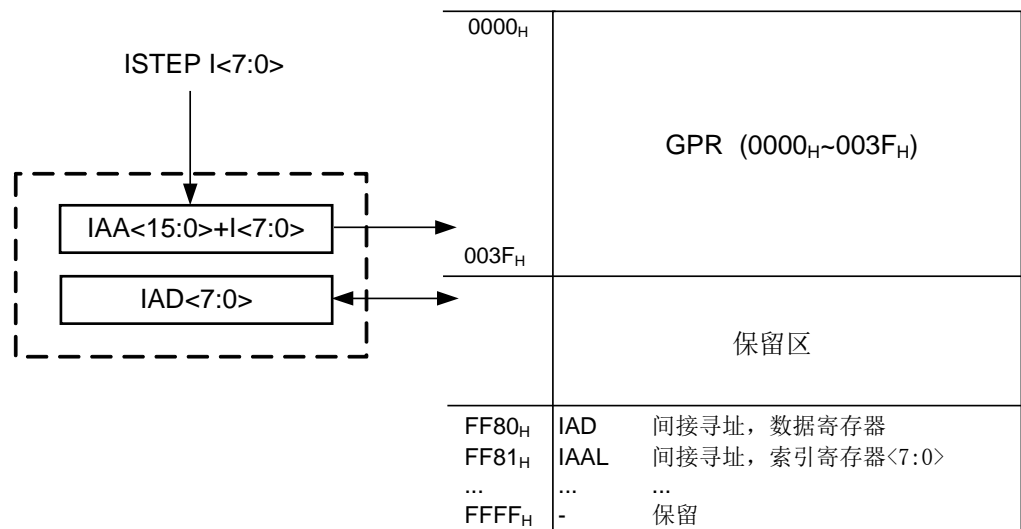 ISTEP I<7:0>
IAA<15:0>+I<7:0>
IAD<7:0>
0000H
GPR (0000H~003FH)
003FH
保留区
FF80H IAD 间接寻址，数据寄存器
FF81H IAAL 间接寻址，索引寄存器<7:0>
... ... ...
FFFFH - 保留